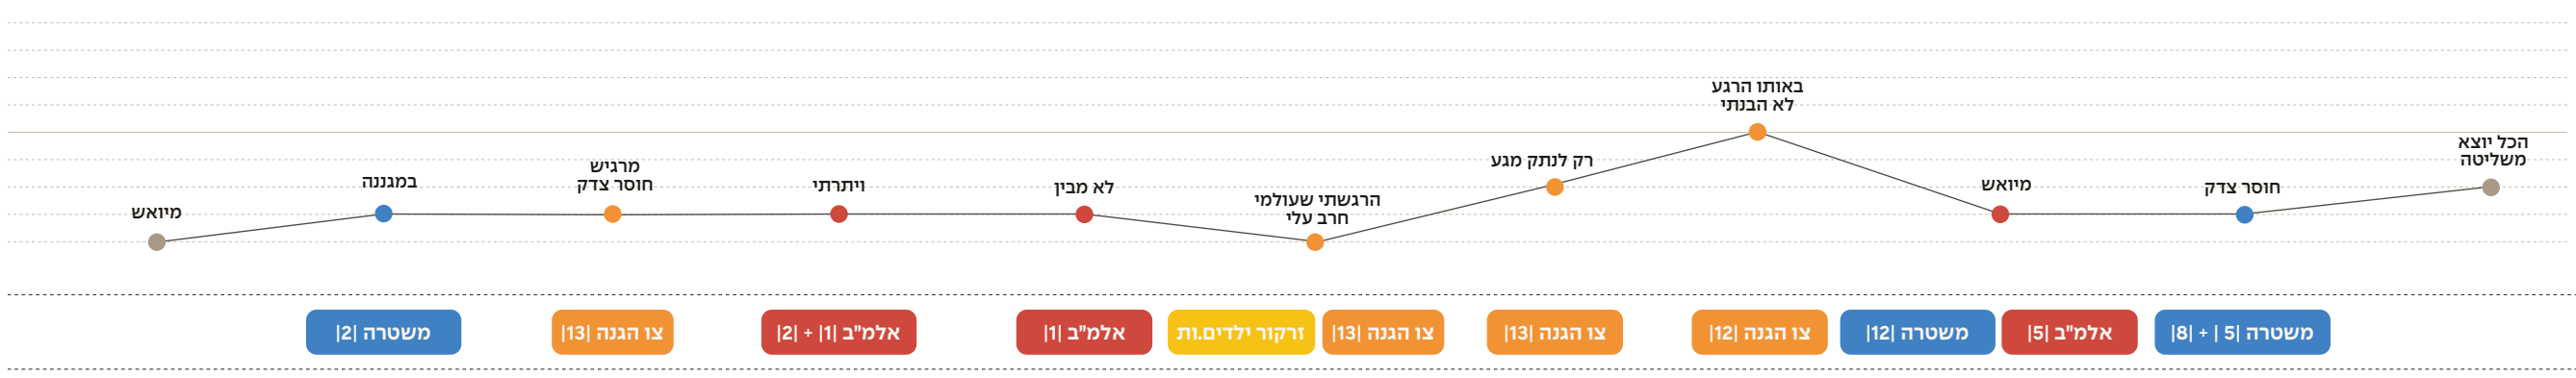 הכל יוצא
משליטה
חוסר צדק
מיואש
באותו הרגע
לא הבנתי
רק לנתק מגע
הרגשתי שעולמי
חרב עלי
לא מבין
ויתרתי
מרגיש
חוסר צדק
במגננה
מיואש
משטרה |5 | + |8|
אלמ"ב |5|
משטרה |12|
צו הגנה |12|
צו הגנה |13|
צו הגנה |13|
זרקור ילדים.ות
אלמ"ב |1|
אלמ"ב |1| + |2|
צו הגנה |13|
משטרה |2|